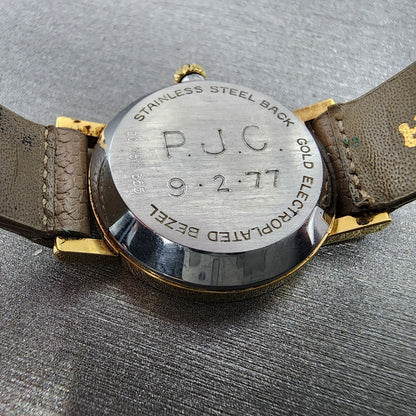 STAINLESS STEEL BACK
P.J.C.
9·2·77
GOLD ELECTROPLATED BEZEL